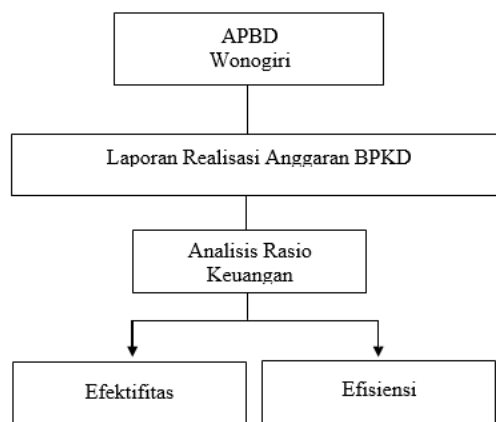 APBD
Wonogiri
Laporan Realisasi Anggaran BPKD
Analisis Rasio
Keuangan
Efektifitas
Efisiensi